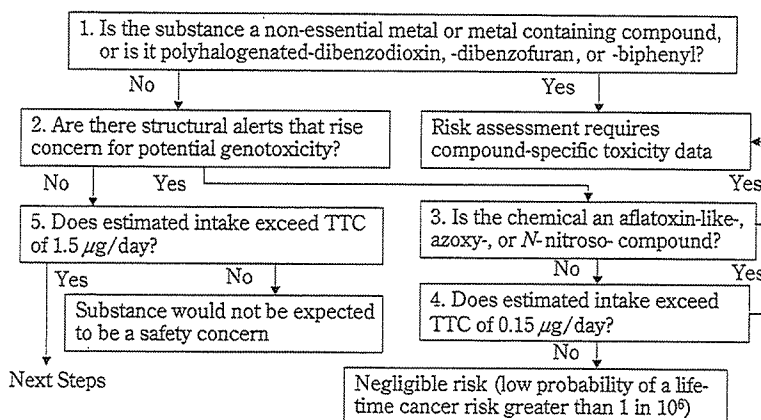 1. Is the substance a non-essential metal or metal containing compound,
or is it polyhalogenated-dibenzodioxin, -dibenzofuran, or -biphenyl?
No
Yes
2. Are there structural alerts that rise
concern for potential genotoxicity?
Risk assessment requires
compound-specific toxicity data
No
Yes
Yes
5. Does estimated intake exceed TTC
of 1.5 μg/day?
3. Is the chemical an aflatoxin-like-,
azoxy-, or N-nitroso- compound?
Yes
No
No
Yes
Substance would not be expected
to be a safety concern
4. Does estimated intake exceed
TTC of 0.15 μg/day?
No
Next Steps
Negligible risk (low probability of a life-
time cancer risk greater than 1 in 10⁶)